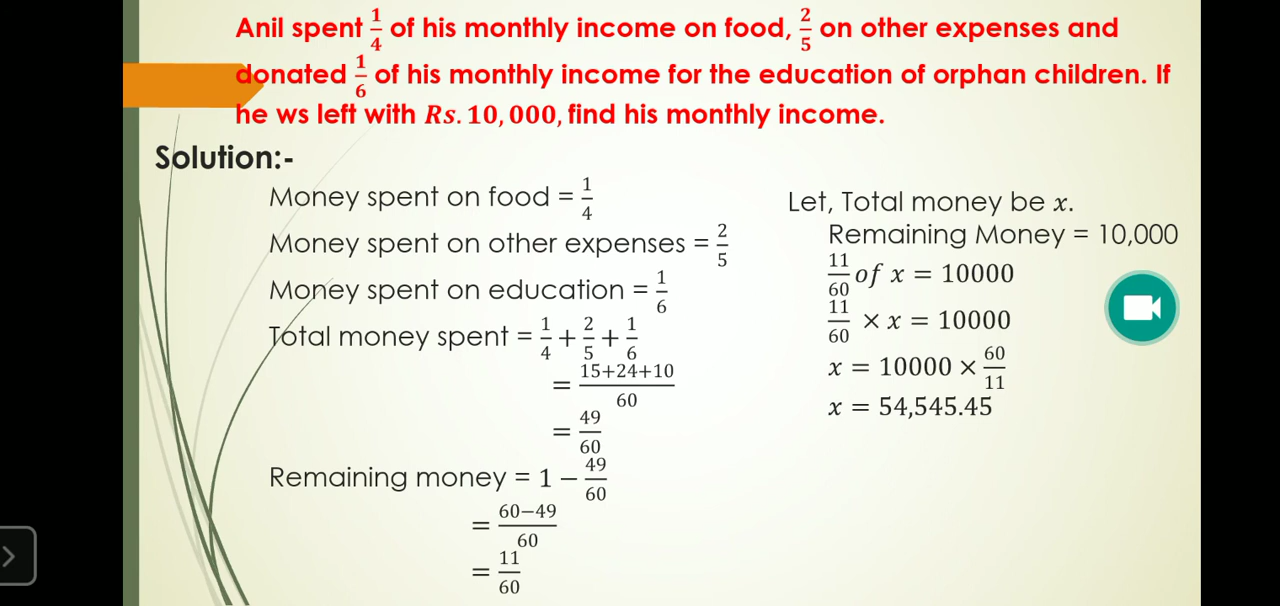 Anil spent 1/4 of his monthly income on food, 2/5 on other expenses and
donated 1/6 of his monthly income for the education of orphan children. If
he ws left with Rs. 10,000, find his monthly income.
Solution:-
Money spent on food = 1/4
Money spent on other expenses = 2/5
Money spent on education = 1/6
Total money spent = 1/4 + 2/5 + 1/6
= 15+24+10/60
= 49/60
Remaining money = 1 − 49/60
= 60−49/60
= 11/60
Let, Total money be x.
Remaining Money = 10,000
11/60 of x = 10000
11/60 × x = 10000
x = 10000 × 60/11
x = 54,545.45